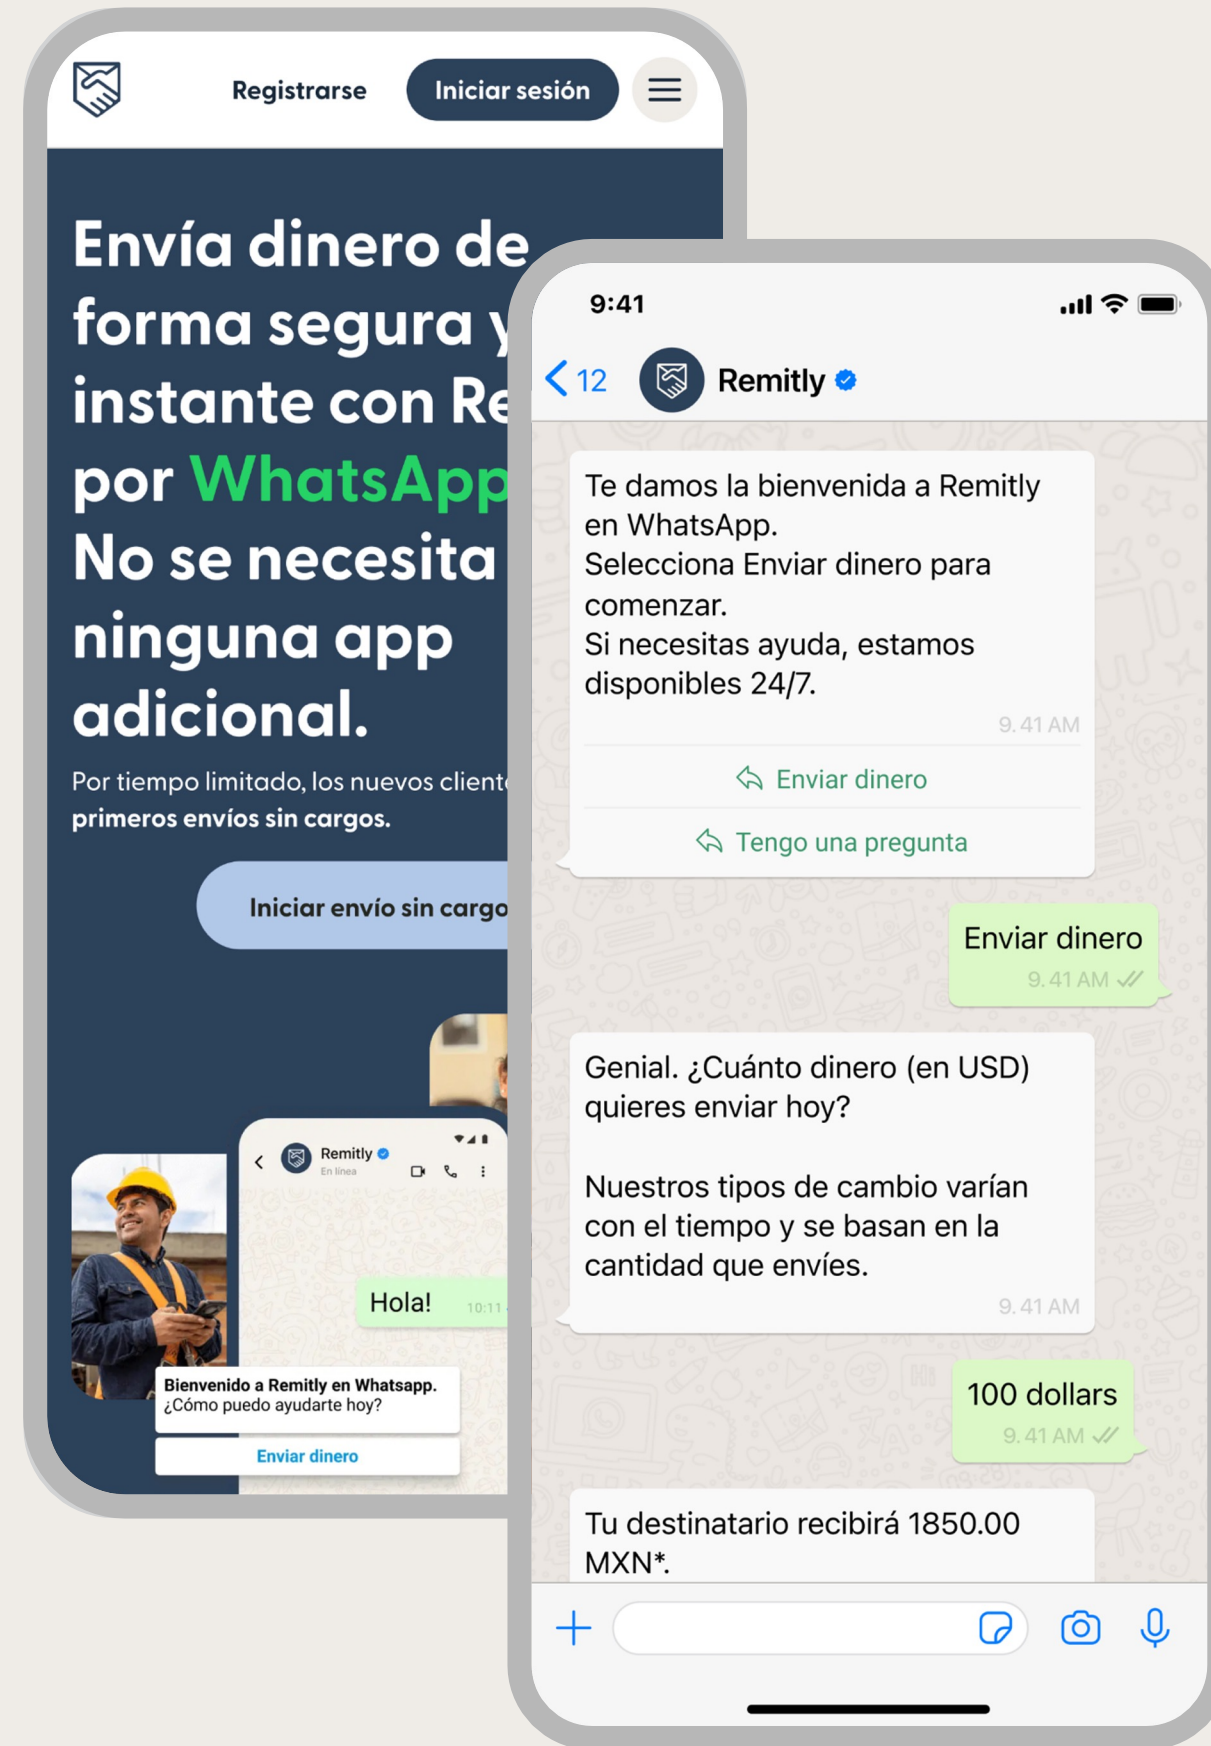 Registrarse
Iniciar sesión
Envía dinero de
forma segura y
instante con Re
por WhatsApp
No se necesita
ninguna app
adicional.
Por tiempo limitado, los nuevos client
primeros envíos sin cargos.
Iniciar envío sin cargo
Remitly
En línea
Hola!
10:11
Bienvenido a Remitly en Whatsapp.
¿Cómo puedo ayudarte hoy?
Enviar dinero
9:41
12
Remitly
Te damos la bienvenida a Remitly
en WhatsApp.
Selecciona Enviar dinero para
comenzar.
Si necesitas ayuda, estamos
disponibles 24/7.
9.41 AM
Enviar dinero
Tengo una pregunta
Enviar dinero
9.41 AM
Genial. ¿Cuánto dinero (en USD)
quieres enviar hoy?
Nuestros tipos de cambio varían
con el tiempo y se basan en la
cantidad que envíes.
9.41 AM
100 dollars
9.41 AM
Tu destinatario recibirá 1850.00
MXN*.